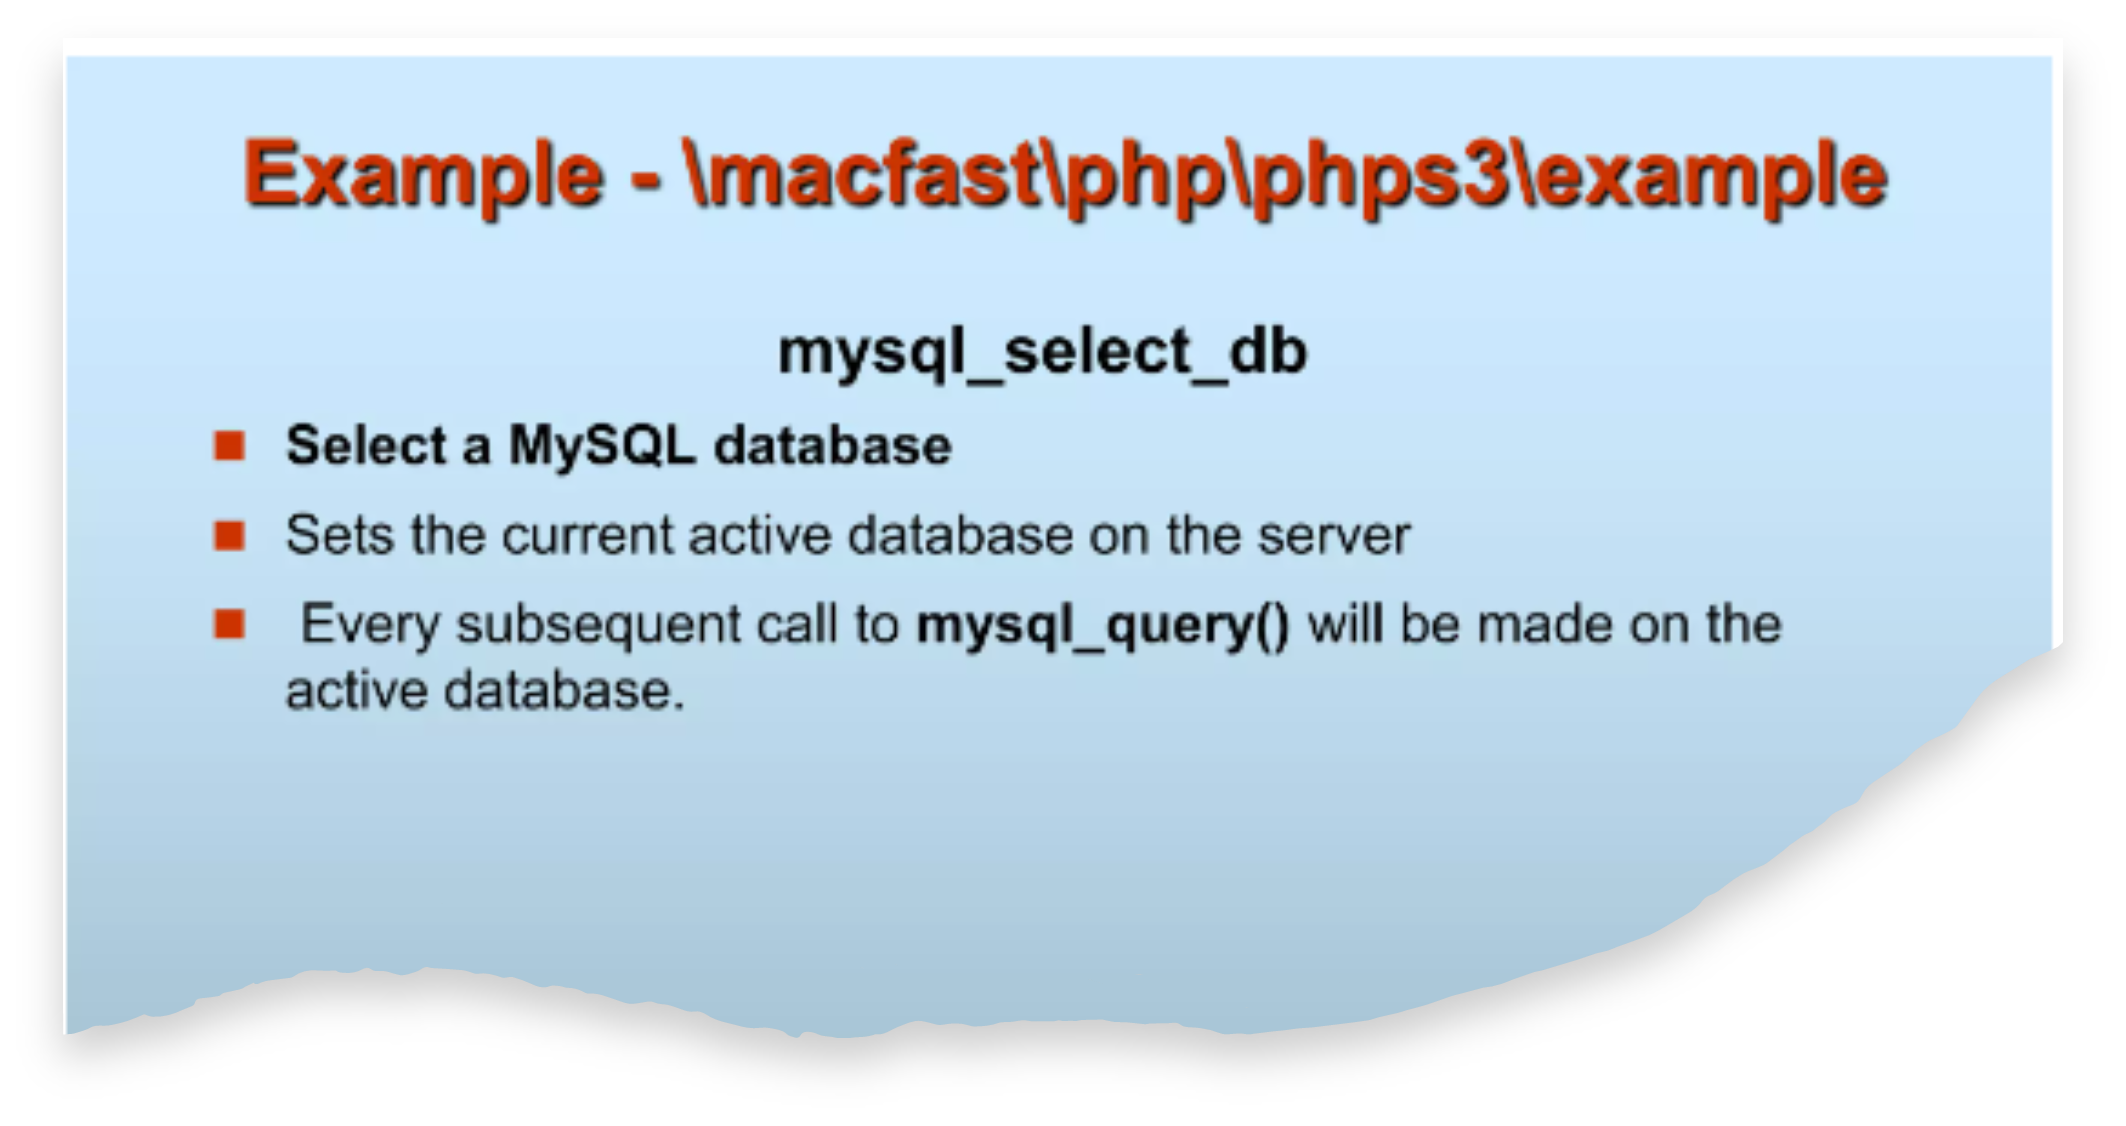 Example - \macfast\php\phps3\example
mysql_select_db
Select a MySQL database
Sets the current active database on the server
Every subsequent call to mysql_query() will be made on the
active database.